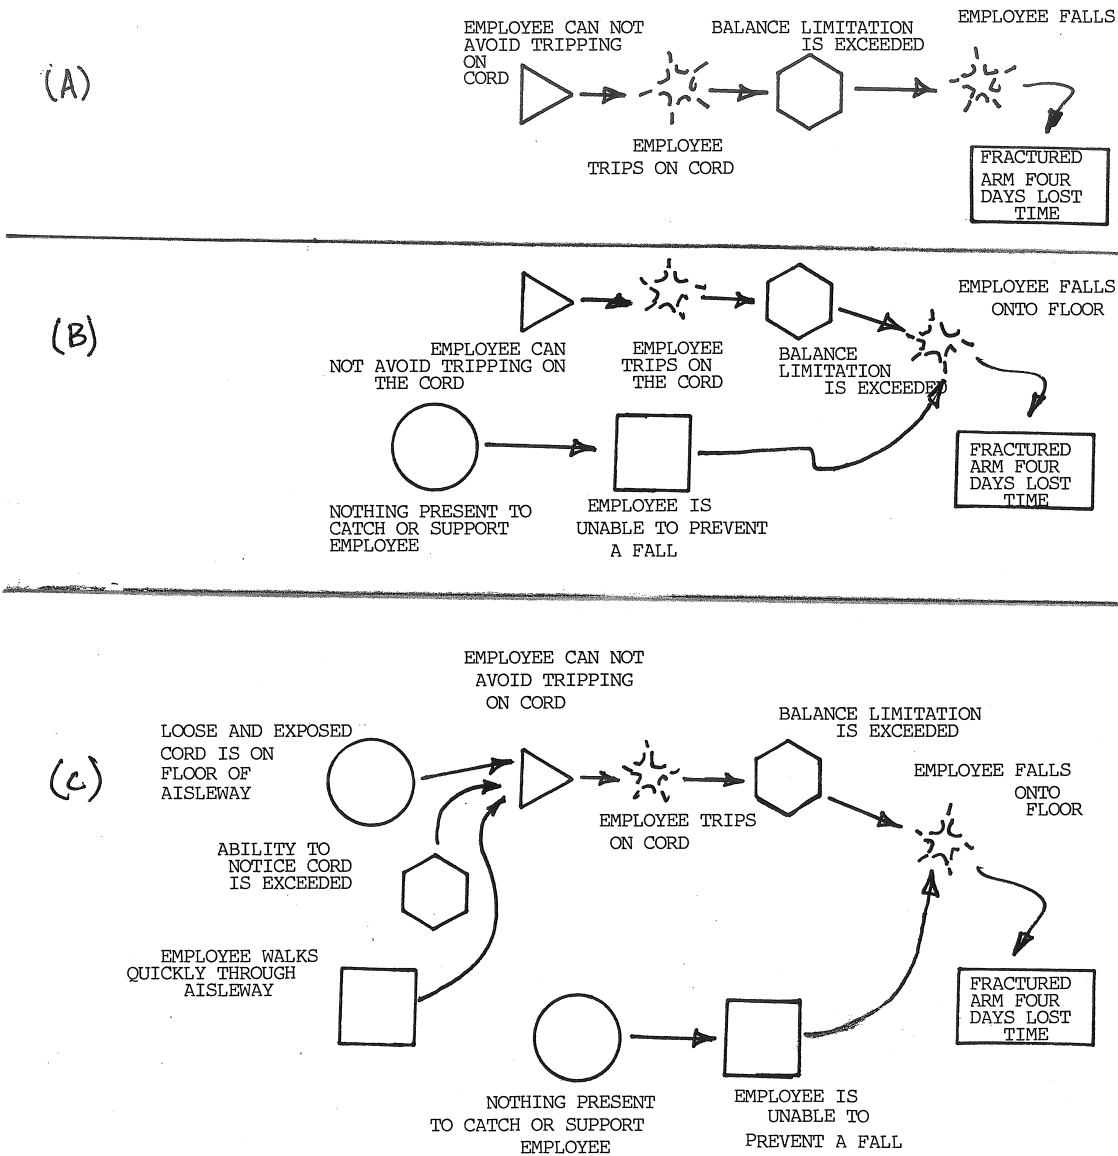 (A)
EMPLOYEE CAN NOT
AVOID TRIPPING
ON
CORD
BALANCE LIMITATION
IS EXCEEDED
EMPLOYEE FALLS
EMPLOYEE
TRIPS ON CORD
FRACTURED
ARM FOUR
DAYS LOST
TIME
(B)
EMPLOYEE CAN
NOT AVOID TRIPPING ON
THE CORD
EMPLOYEE
TRIPS ON
THE CORD
BALANCE
LIMITATION
IS EXCEEDED
EMPLOYEE FALLS
ONTO FLOOR
NOTHING PRESENT TO
CATCH OR SUPPORT
EMPLOYEE
EMPLOYEE IS
UNABLE TO PREVENT
A FALL
FRACTURED
ARM FOUR
DAYS LOST
TIME
(C)
EMPLOYEE CAN NOT
AVOID TRIPPING
ON CORD
LOOSE AND EXPOSED
CORD IS ON
FLOOR OF
AISLEWAY
BALANCE LIMITATION
IS EXCEEDED
EMPLOYEE FALLS
ONTO
FLOOR
EMPLOYEE TRIPS
ON CORD
ABILITY TO
NOTICE CORD
IS EXCEEDED
EMPLOYEE WALKS
QUICKLY THROUGH
AISLEWAY
FRACTURED
ARM FOUR
DAYS LOST
TIME
NOTHING PRESENT
TO CATCH OR SUPPORT
EMPLOYEE
EMPLOYEE IS
UNABLE TO
PREVENT A FALL